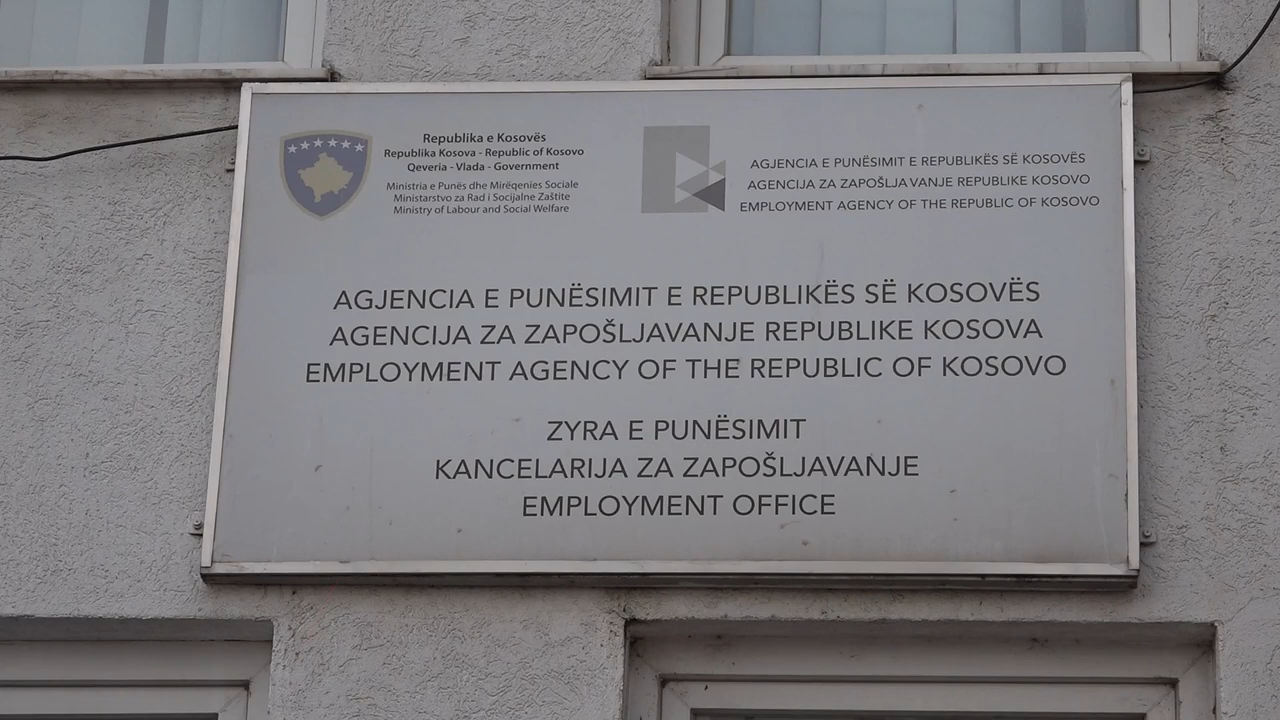 Republika e Kosovës
Republika Kosova - Republic of Kosovo
Qeveria - Vlada - Government
Ministria e Punës dhe Mirëqenies Sociale
Ministarstvo za Rad i Socijalne Zaštite
Ministry of Labour and Social Welfare
AGJENCIA E PUNËSIMIT E REPUBLIKËS SË KOSOVËS
AGENCIJA ZA ZAPOŠLJAVANJE REPUBLIKE KOSOVO
EMPLOYMENT AGENCY OF THE REPUBLIC OF KOSOVO
AGJENCIA E PUNËSIMIT E REPUBLIKËS SË KOSOVËS
AGENCIJA ZA ZAPOŠLJAVANJE REPUBLIKE KOSOVA
EMPLOYMENT AGENCY OF THE REPUBLIC OF KOSOVO
ZYRA E PUNËSIMIT
KANCELARIJA ZA ZAPOŠLJAVANJE
EMPLOYMENT OFFICE